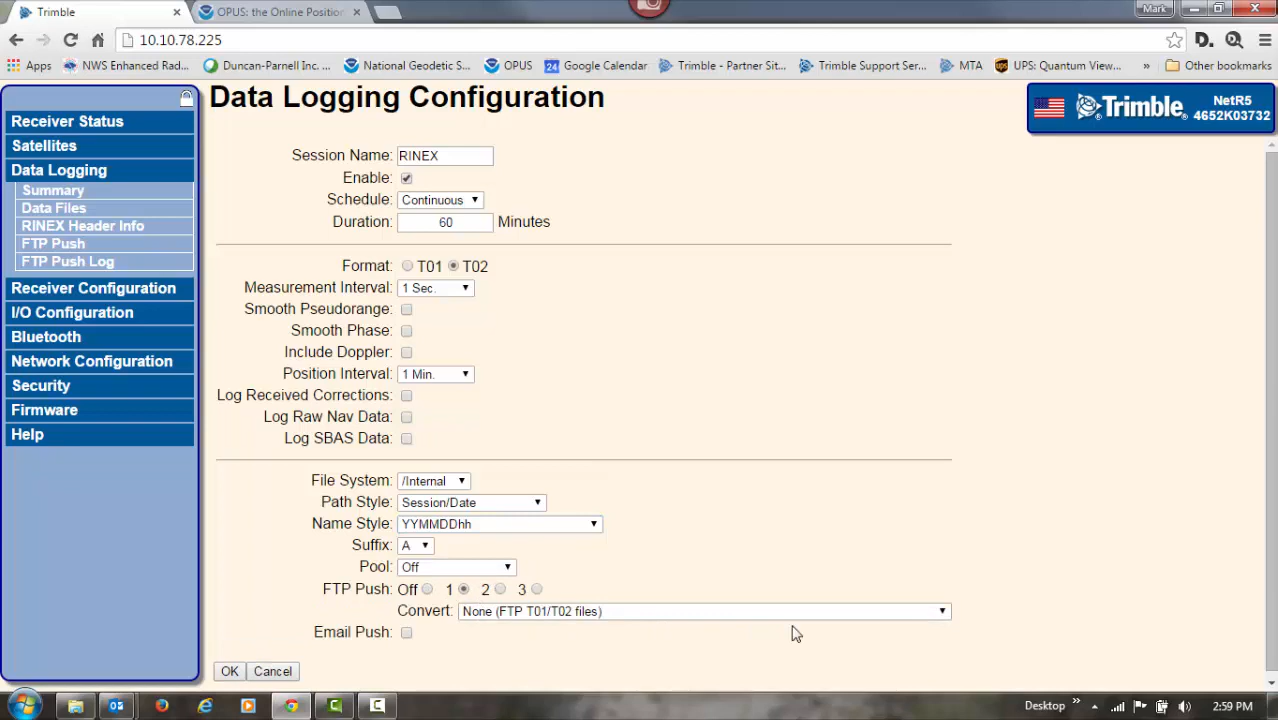 Trimble
OPUS: the Online Position
Mark
10.10.78.225
Apps
NWS Enhanced Rad...
Duncan-Parnell Inc. ...
National Geodetic ...
OPUS
24
Google Calendar
Trimble - Partner Sit...
Trimble Support Ser...
MTA
UPS: Quantum View...
»
Other bookmarks
Receiver Status
Satellites
Data Logging
Summary
Data Files
RINEX Header Info
FTP Push
FTP Push Log
Receiver Configuration
I/O Configuration
Bluetooth
Network Configuration
Security
Firmware
Help
Data Logging Configuration
Trimble.
NetR5
4652K03732
Session Name: RINEX
Enable:
Schedule: Continuous
Duration: 60 Minutes
Format: T01 T02
Measurement Interval: 1 Sec.
Smooth Pseudorange:
Smooth Phase:
Include Doppler:
Position Interval: 1 Min.
Log Received Corrections:
Log Raw Nav Data:
Log SBAS Data:
File System: /Internal
Path Style: Session/Date
Name Style: YYMMDDhh
Suffix: A
Pool: Off
FTP Push: Off 1 2 3
Convert: None (FTP T01/T02 files)
Email Push:
OK Cancel
Desktop » 2:59 PM